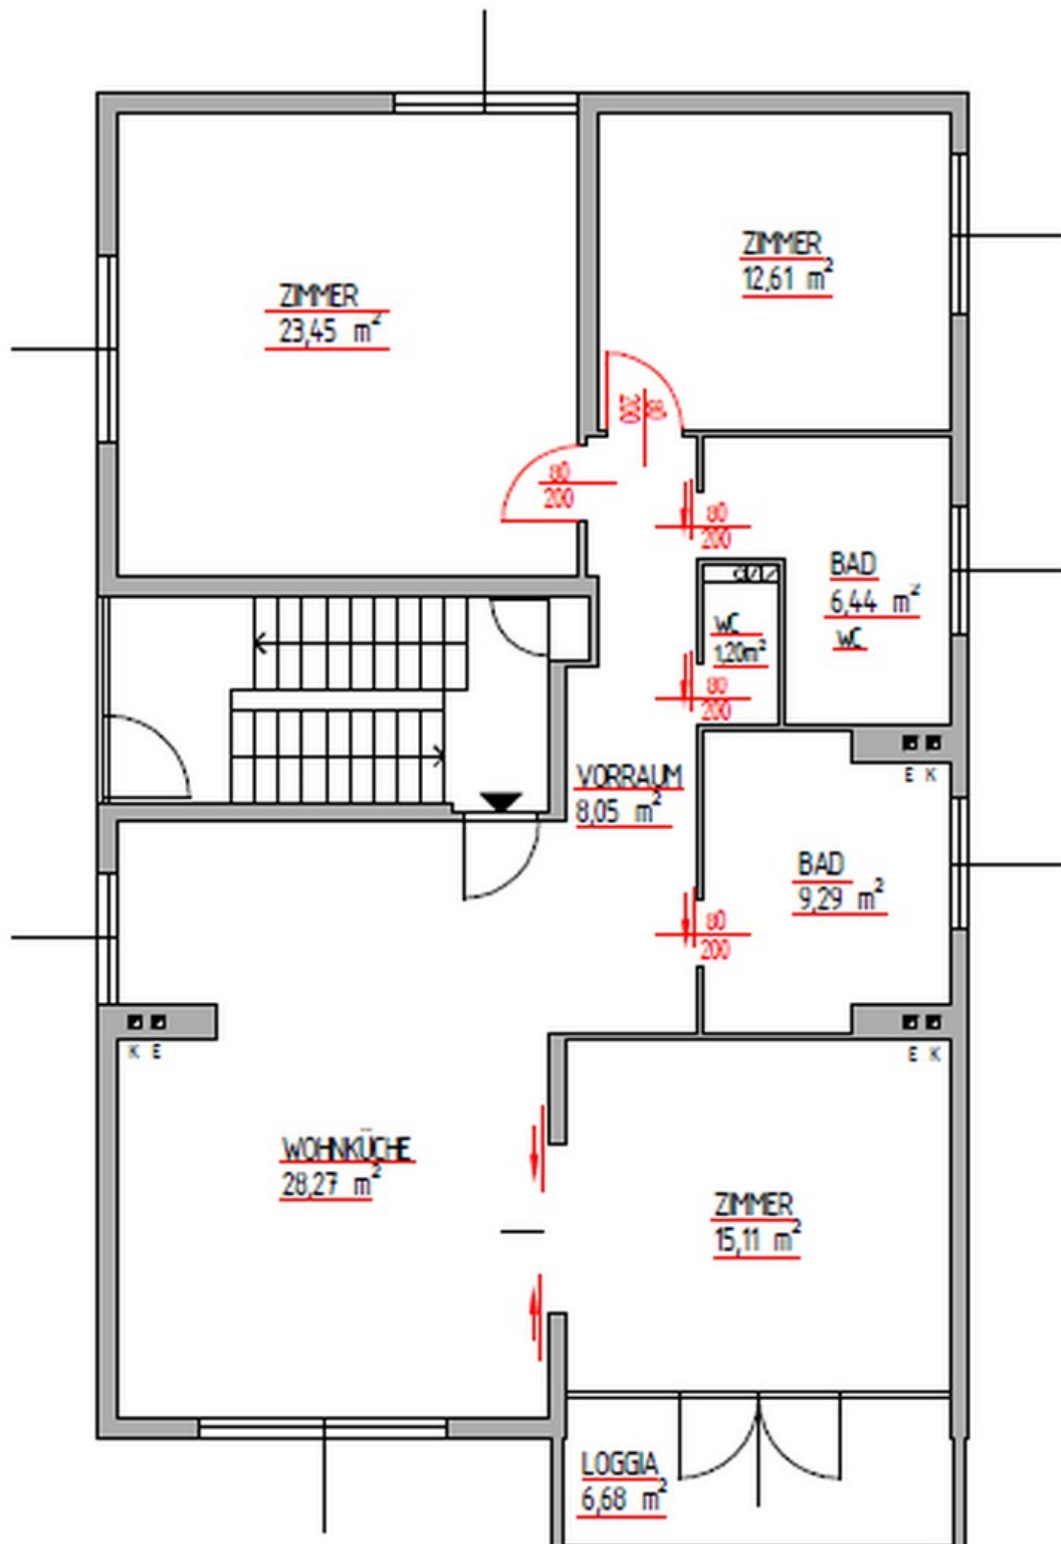 ZIMMER
12,61 m²
ZIMMER
23,45 m²
80
200
80
200
80
200
BAD
6,44 m²
WC
WC
1,20m²
80
200
VORRAUM
8,05 m²
E K
BAD
9,29 m²
80
200
K E
E K
WOHNKÜCHE
28,27 m²
ZIMMER
15,11 m²
LOGGIA
6,68 m²